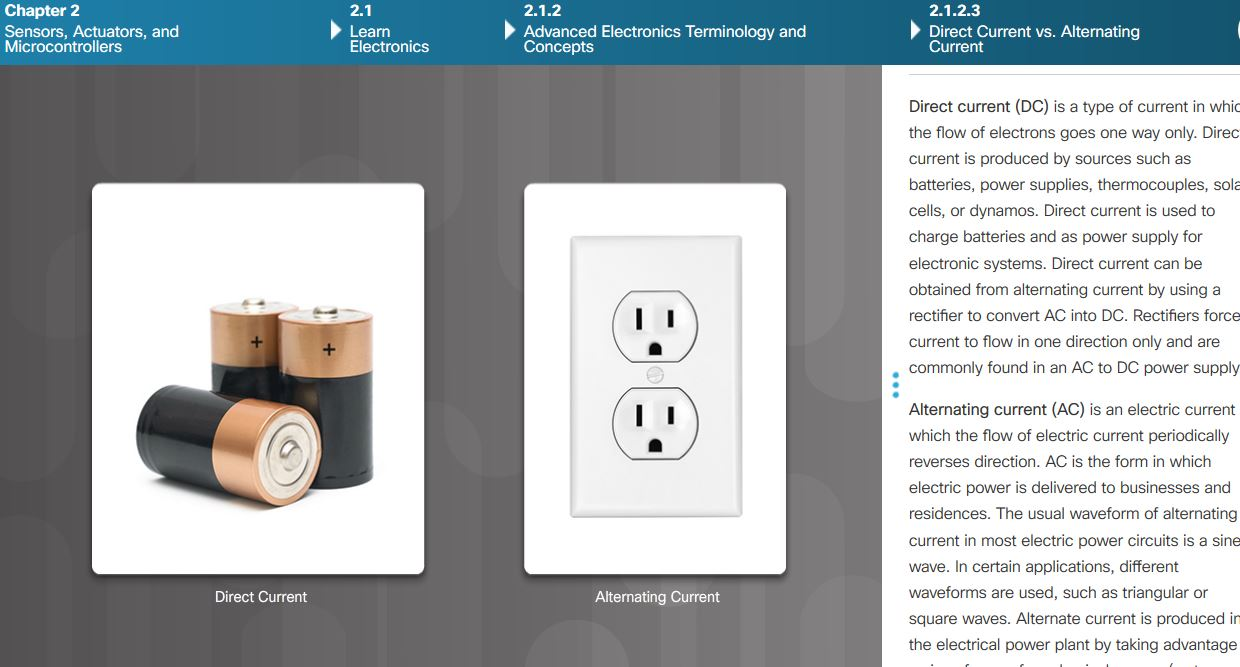 Chapter 2
Sensors, Actuators, and
Microcontrollers
2.1
Learn
Electronics
2.1.2
Advanced Electronics Terminology and
Concepts
2.1.2.3
Direct Current vs. Alternating
Current
+
+
Direct Current
Alternating Current
Direct current (DC) is a type of current in
the flow of electrons goes one way only.
current is produced by sources such as
batteries, power supplies, thermocouples,
cells, or dynamos. Direct current is used to
charge batteries and as power supply for
electronic systems. Direct current can be
obtained from alternating current by using a
rectifier to convert AC into DC. Rectifiers force
current to flow in one direction only and are
commonly found in an AC to DC power supply
Alternating current (AC) is an electric current
which the flow of electric current periodically
reverses direction. AC is the form in which
electric power is delivered to businesses and
residences. The usual waveform of alternating
current in most electric power circuits is a sine
wave. In certain applications, different
waveforms are used, such as triangular or
square waves. Alternate current is produced in
the electrical power plant by taking advantage